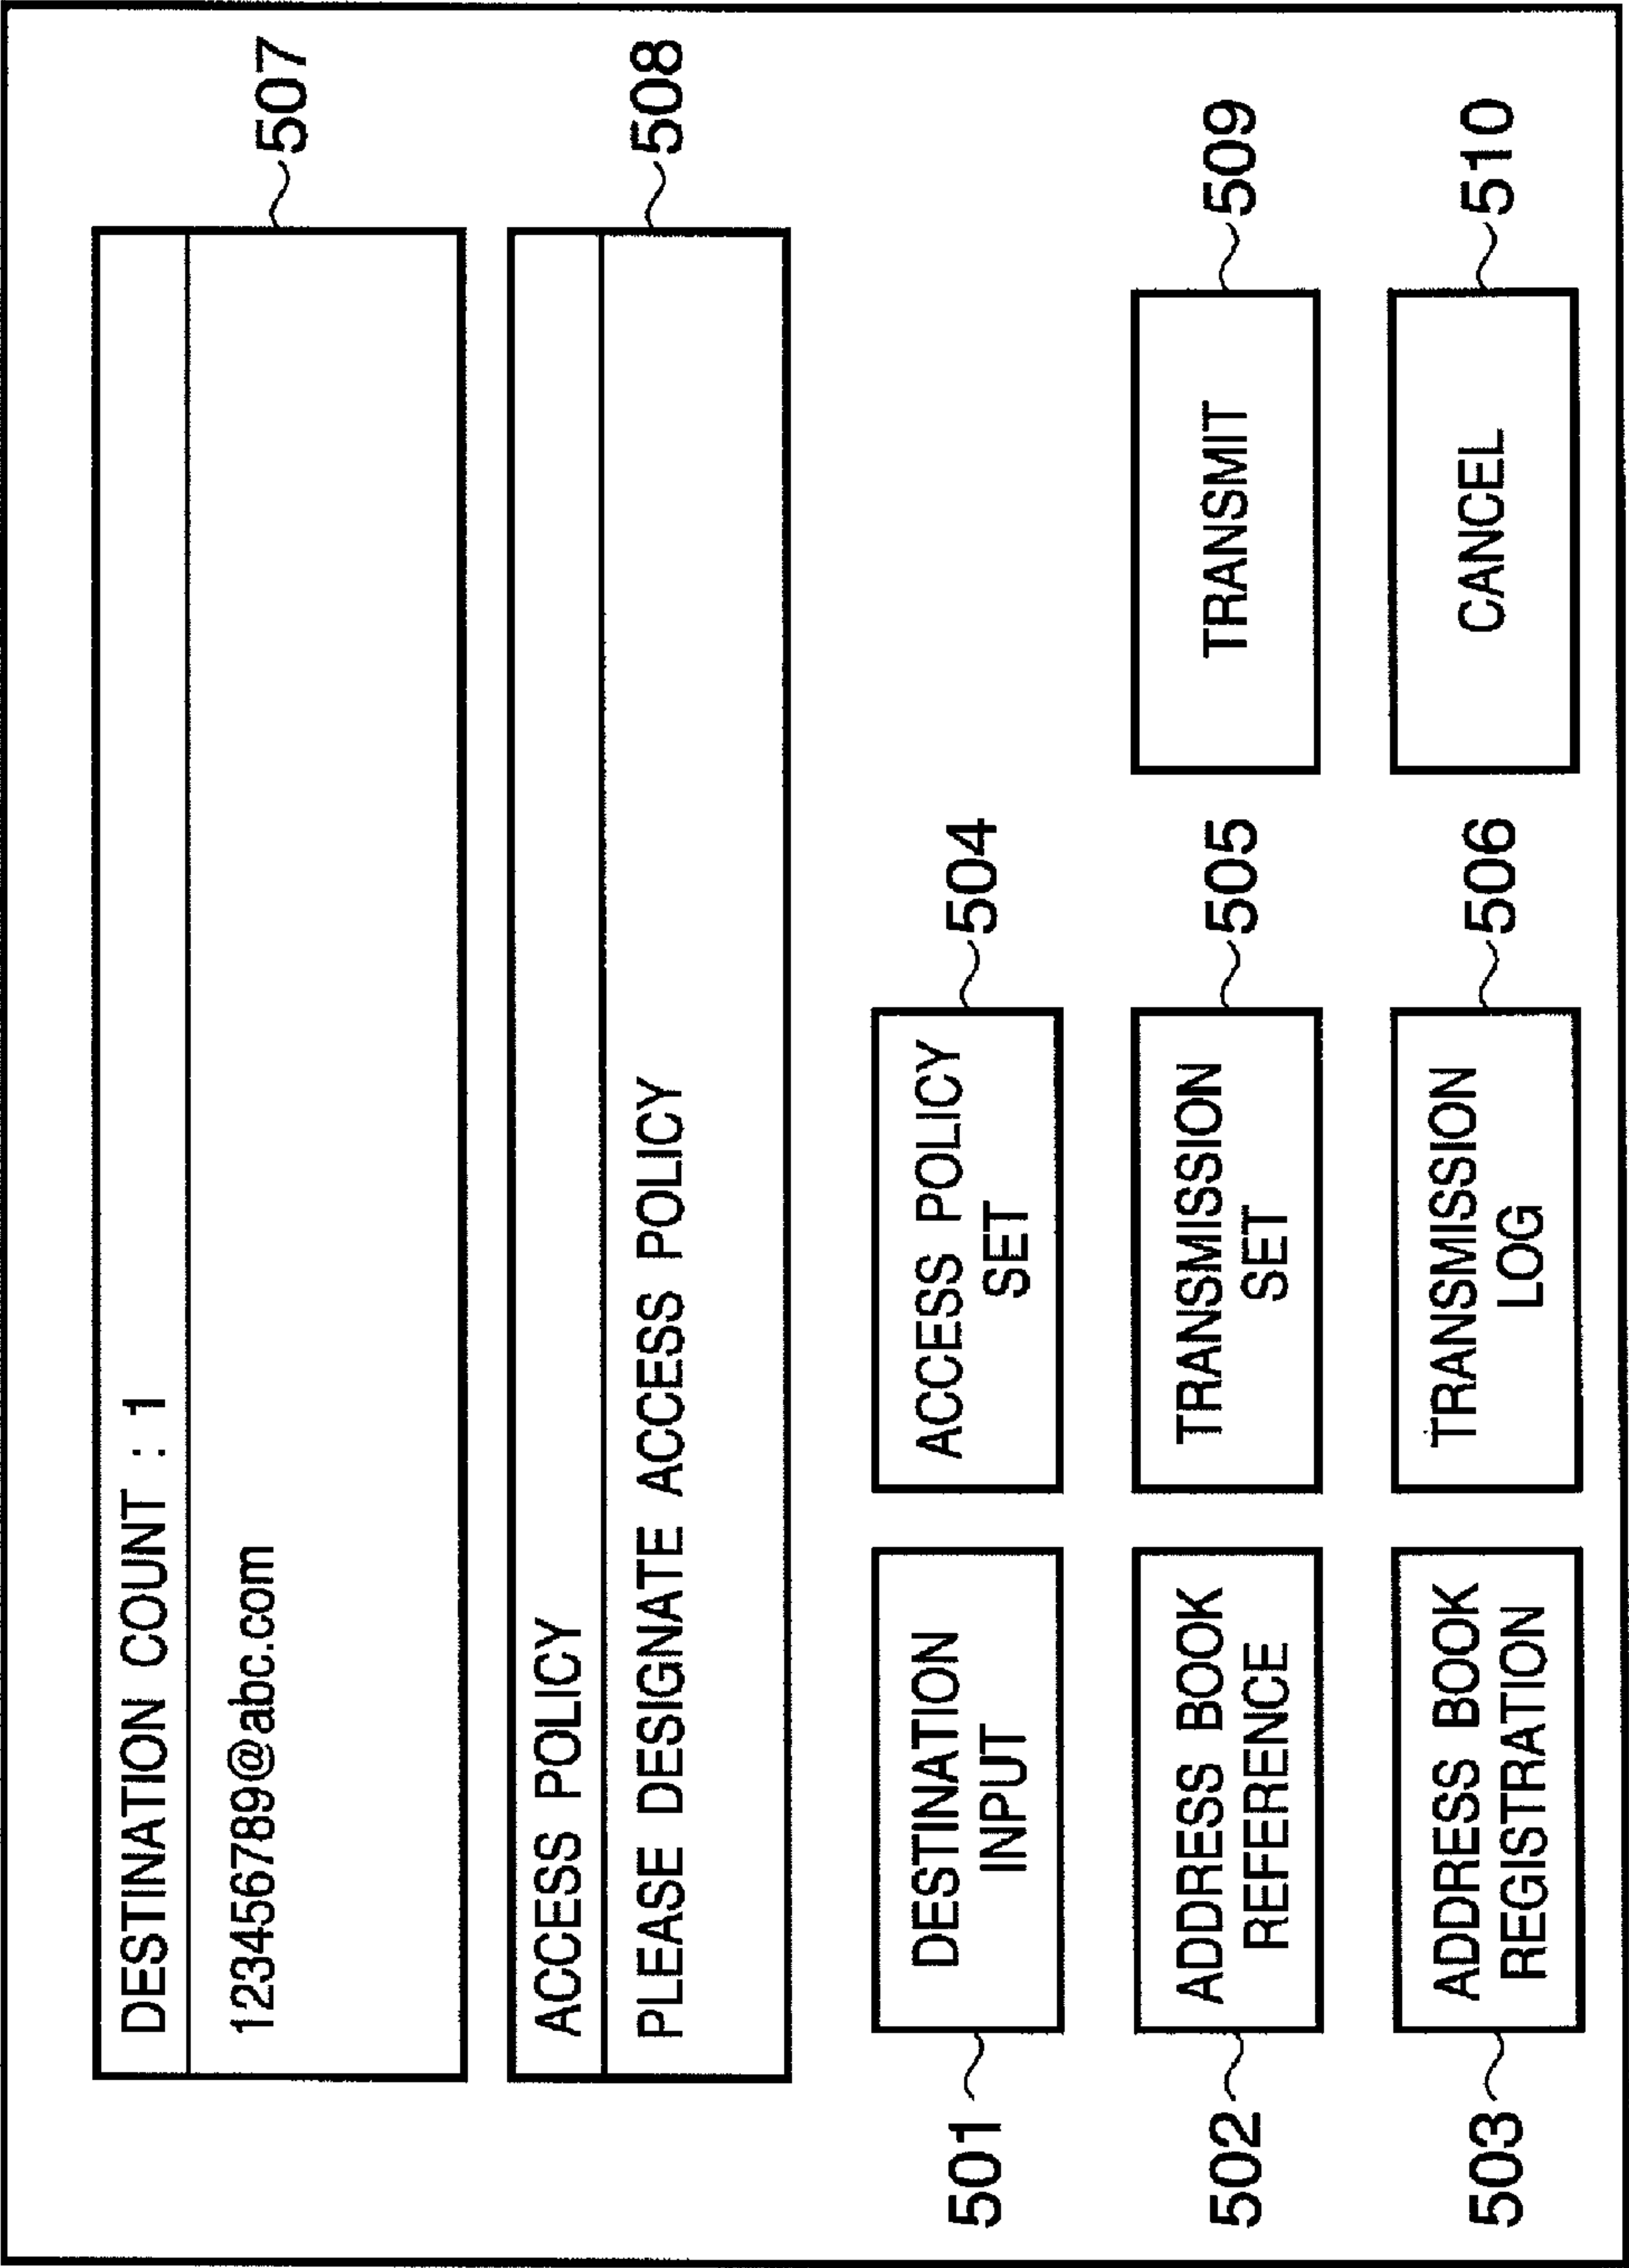 DESTINATION COUNT : 1
123456789@abc.com
507
ACCESS POLICY
PLEASE DESIGNATE ACCESS POLICY
508
501
DESTINATION
INPUT
ACCESS POLICY
SET
504
502
ADDRESS BOOK
REFERENCE
TRANSMISSION
SET
505
TRANSMIT
509
503
ADDRESS BOOK
REGISTRATION
TRANSMISSION
LOG
506
CANCEL
510